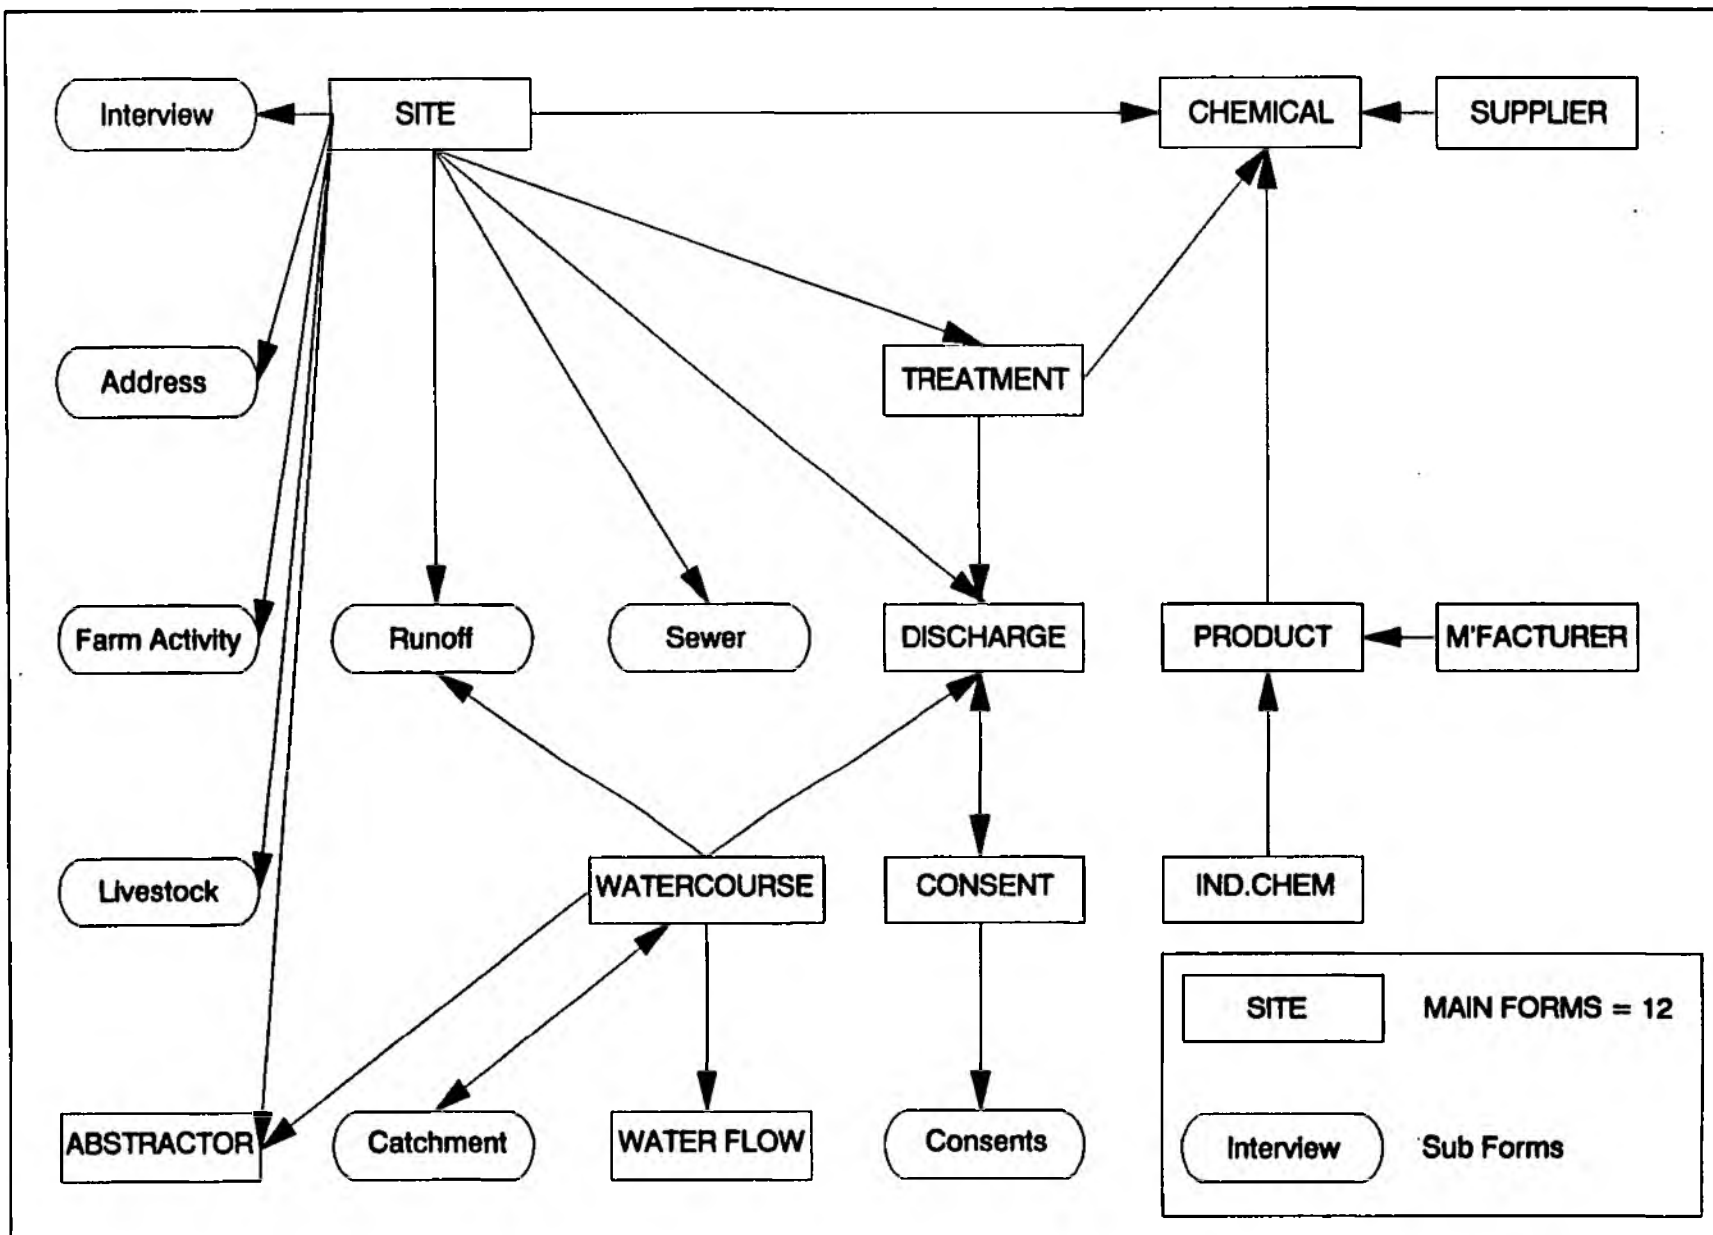 Interview
SITE
CHEMICAL
SUPPLIER
Address
TREATMENT
Farm Activity
Runoff
Sewer
DISCHARGE
PRODUCT
M'FACTURER
Livestock
WATERCOURSE
CONSENT
IND.CHEM
SITE
MAIN FORMS = 12
ABSTRACTOR
Catchment
WATER FLOW
Consents
Interview
Sub Forms